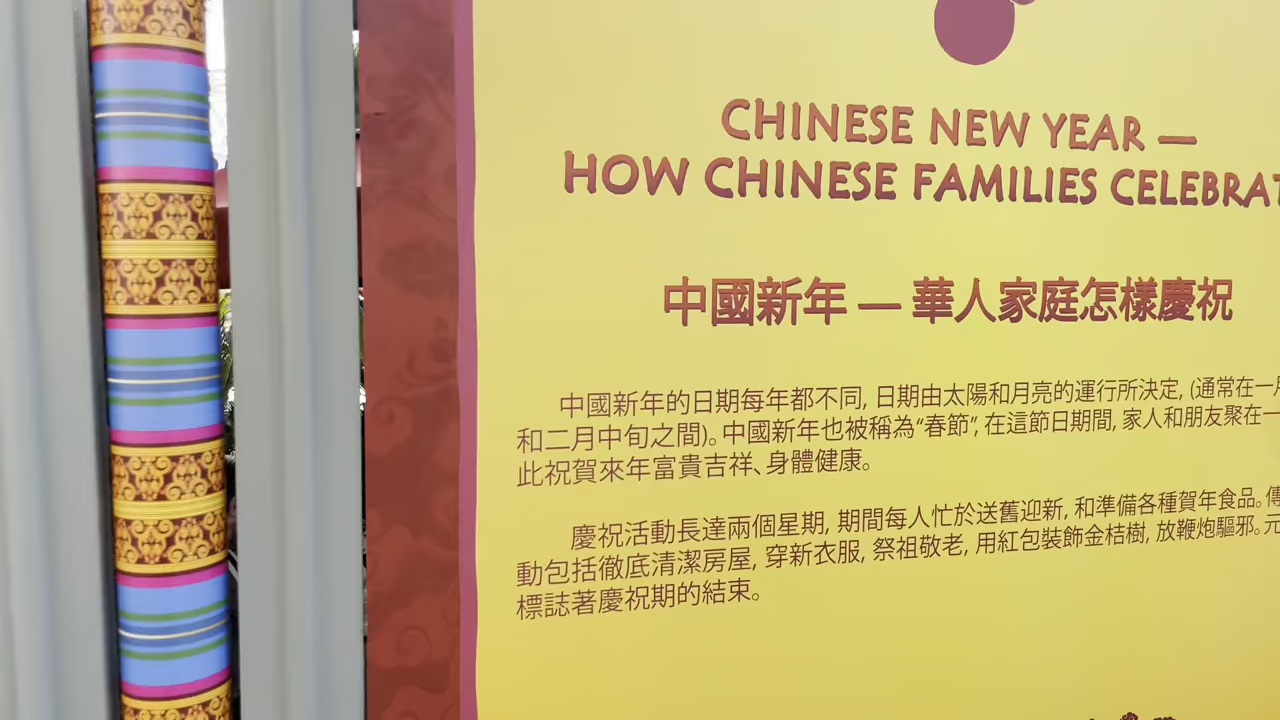 CHINESE NEW YEAR —
HOW CHINESE FAMILIES CELEBRAT
中國新年 — 華人家庭怎樣慶祝
中國新年的日期每年都不同, 日期由太陽和月亮的運行所決定, (通常在一月
和二月中旬之間)。中國新年也被稱為“春節”, 在這節日期間, 家人和朋友聚在一
此祝賀來年富貴吉祥、身體健康。
慶祝活動長達兩個星期, 期間每人忙於送舊迎新, 和準備各種賀年食品。傳
動包括徹底清潔房屋, 穿新衣服, 祭祖敬老, 用紅包裝飾金桔樹, 放鞭炮驅邪。元
標誌著慶祝期的結束。